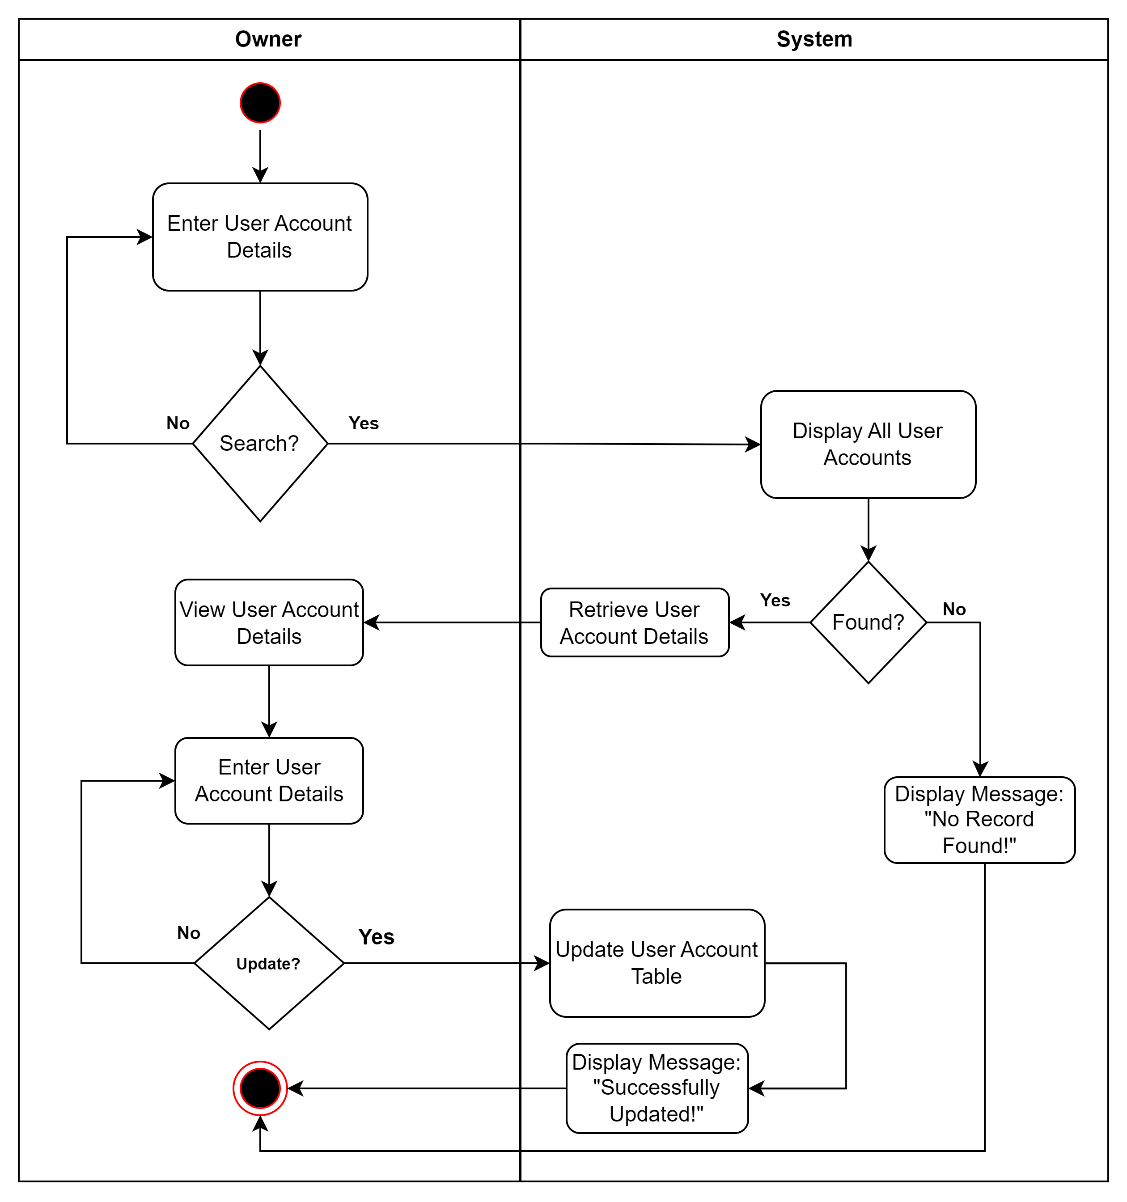 Owner
System
Enter User Account
Details
No
Search?
Yes
Display All User
Accounts
View User Account
Details
Retrieve User
Account Details
Yes
Found?
No
Enter User
Account Details
Display Message:
"No Record
Found!"
No
Update?
Yes
Update User Account
Table
Display Message:
"Successfully
Updated!"